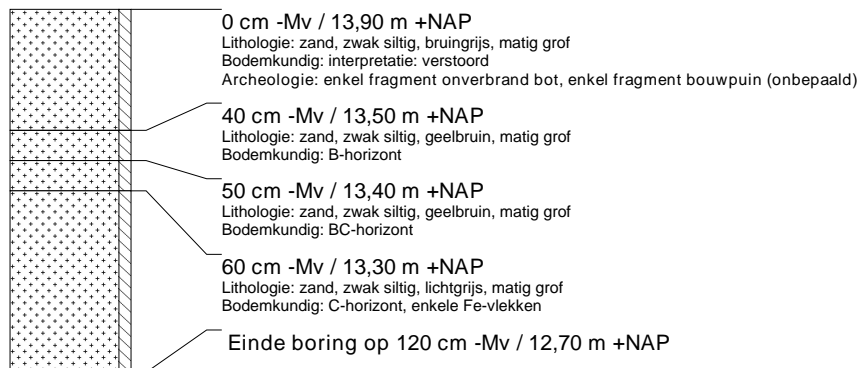 0 cm -Mv / 13,90 m +NAP
Lithologie: zand, zwak siltig, bruingrijs, matig grof
Bodemkundig: interpretatie: verstoord
Archeologie: enkel fragment onverbrand bot, enkel fragment bouwpuin (onbepaald)
40 cm -Mv / 13,50 m +NAP
Lithologie: zand, zwak siltig, geelbruin, matig grof
Bodemkundig: B-horizont
50 cm -Mv / 13,40 m +NAP
Lithologie: zand, zwak siltig, geelbruin, matig grof
Bodemkundig: BC-horizont
60 cm -Mv / 13,30 m +NAP
Lithologie: zand, zwak siltig, lichtgrijs, matig grof
Bodemkundig: C-horizont, enkele Fe-vlekken
Einde boring op 120 cm -Mv / 12,70 m +NAP